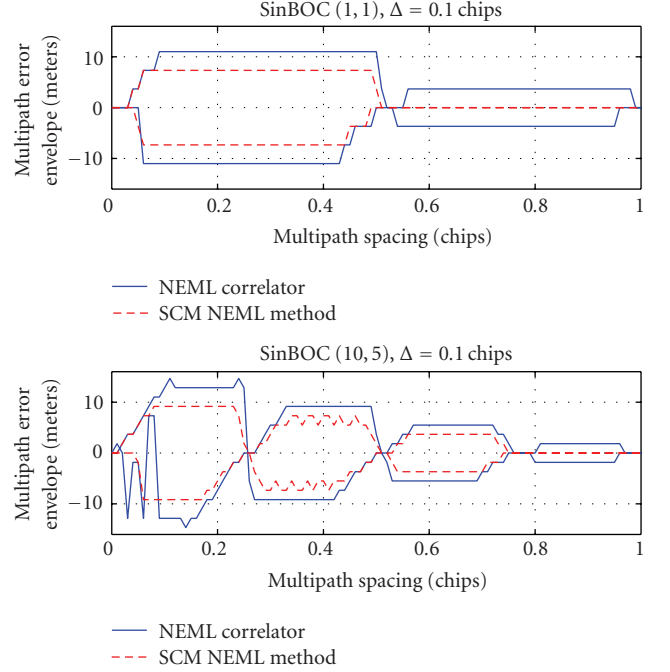 SinBOC (1, 1), Δ = 0.1 chips
Multipath error
envelope (meters)
10
0
−10
0 0.2 0.4 0.6 0.8 1
Multipath spacing (chips)
NEML correlator
SCM NEML method
SinBOC (10, 5), Δ = 0.1 chips
Multipath error
envelope (meters)
10
0
−10
0 0.2 0.4 0.6 0.8 1
Multipath spacing (chips)
NEML correlator
SCM NEML method